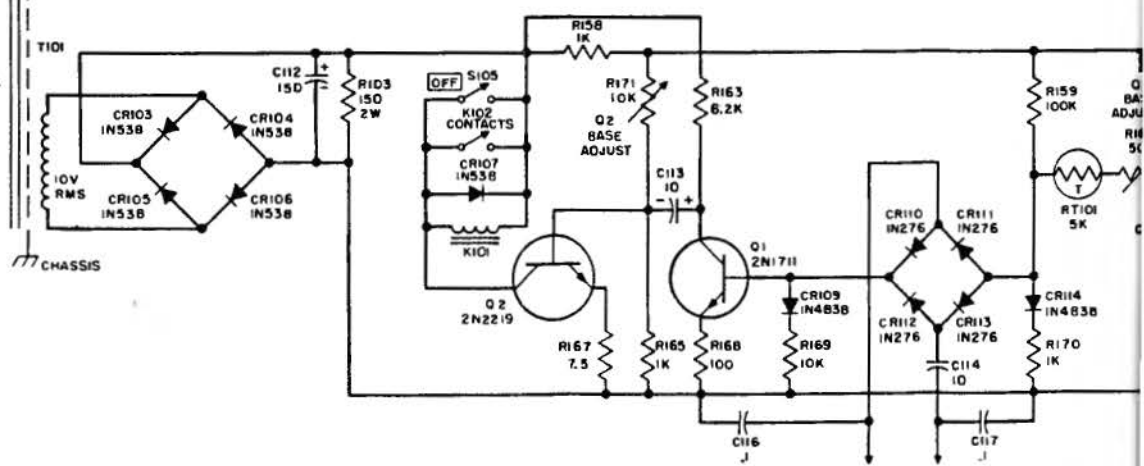 T101
10V
RMS
CHASSIS
CR103
1N538
CR104
1N538
CR105
1N538
CR106
1N538
C112
150
+
-
R103
150
2W
OFF
S105
K102
CONTACTS
CR107
1N538
K101
Q2
2N2219
R158
1K
R171
10K
Q2
BASE
ADJUST
R163
6.2K
C113
10
- +
Q1
2N1711
R167
7.5
R165
1K
R168
100
CR109
1N4838
R169
10K
C116
.1
CR110
1N276
CR111
1N276
CR112
1N276
CR113
1N276
C114
10
C117
.1
R159
100K
T
RT101
5K
CR114
1N4838
R170
1K